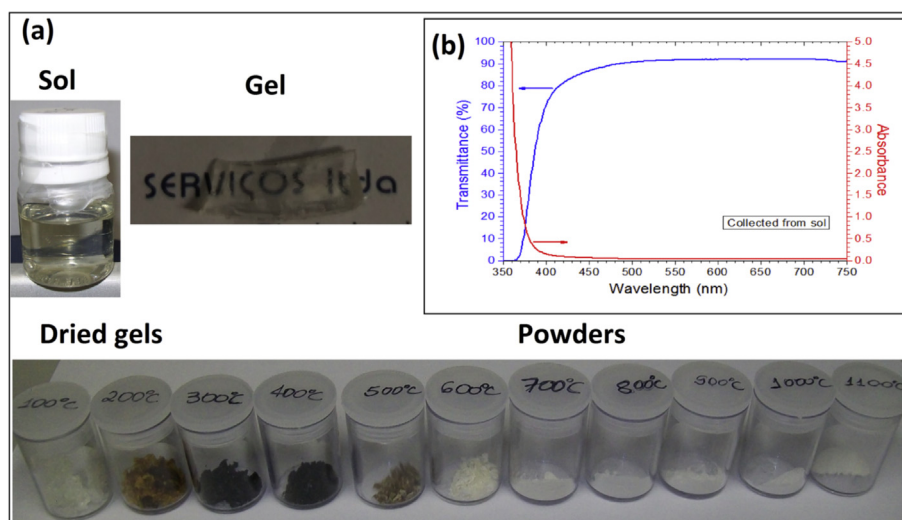 (a)
Sol
Gel
SERVIÇOS ltda
(b)
100
90
80
70
60
50
40
30
20
10
0
Transmittance (%)
5.0
4.5
4.0
3.5
3.0
2.5
2.0
1.5
1.0
0.5
0.0
Absorbance
Collected from sol
350 400 450 500 550 600 650 700 750
Wavelength (nm)
Dried gels
Powders
100°C 200°C 300°C 400°C 500°C 600°C 700°C 800°C 900°C 1000°C 1100°C